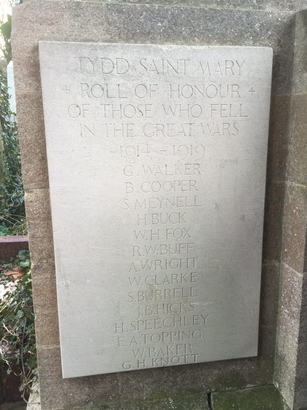 TYDD SAINT MARY
+ ROLL OF HONOUR +
OF THOSE WHO FELL
IN THE GREAT WARS
-1914-1919
G. WALKER
B. COOPER
S. MEYNELL
H. BUCK
W. H. FOX
R. W. BUFF
A. WRIGHT
W. CLARKE
S. BURRELL
J. B. HICKS
H. SPEECHLEY
E. A. TOPPING
W. BAKER
G. H. KNOTT